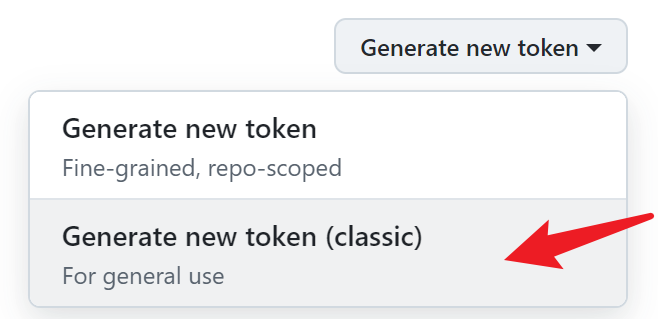 Generate new token
Generate new token
Fine-grained, repo-scoped
Generate new token (classic)
For general use